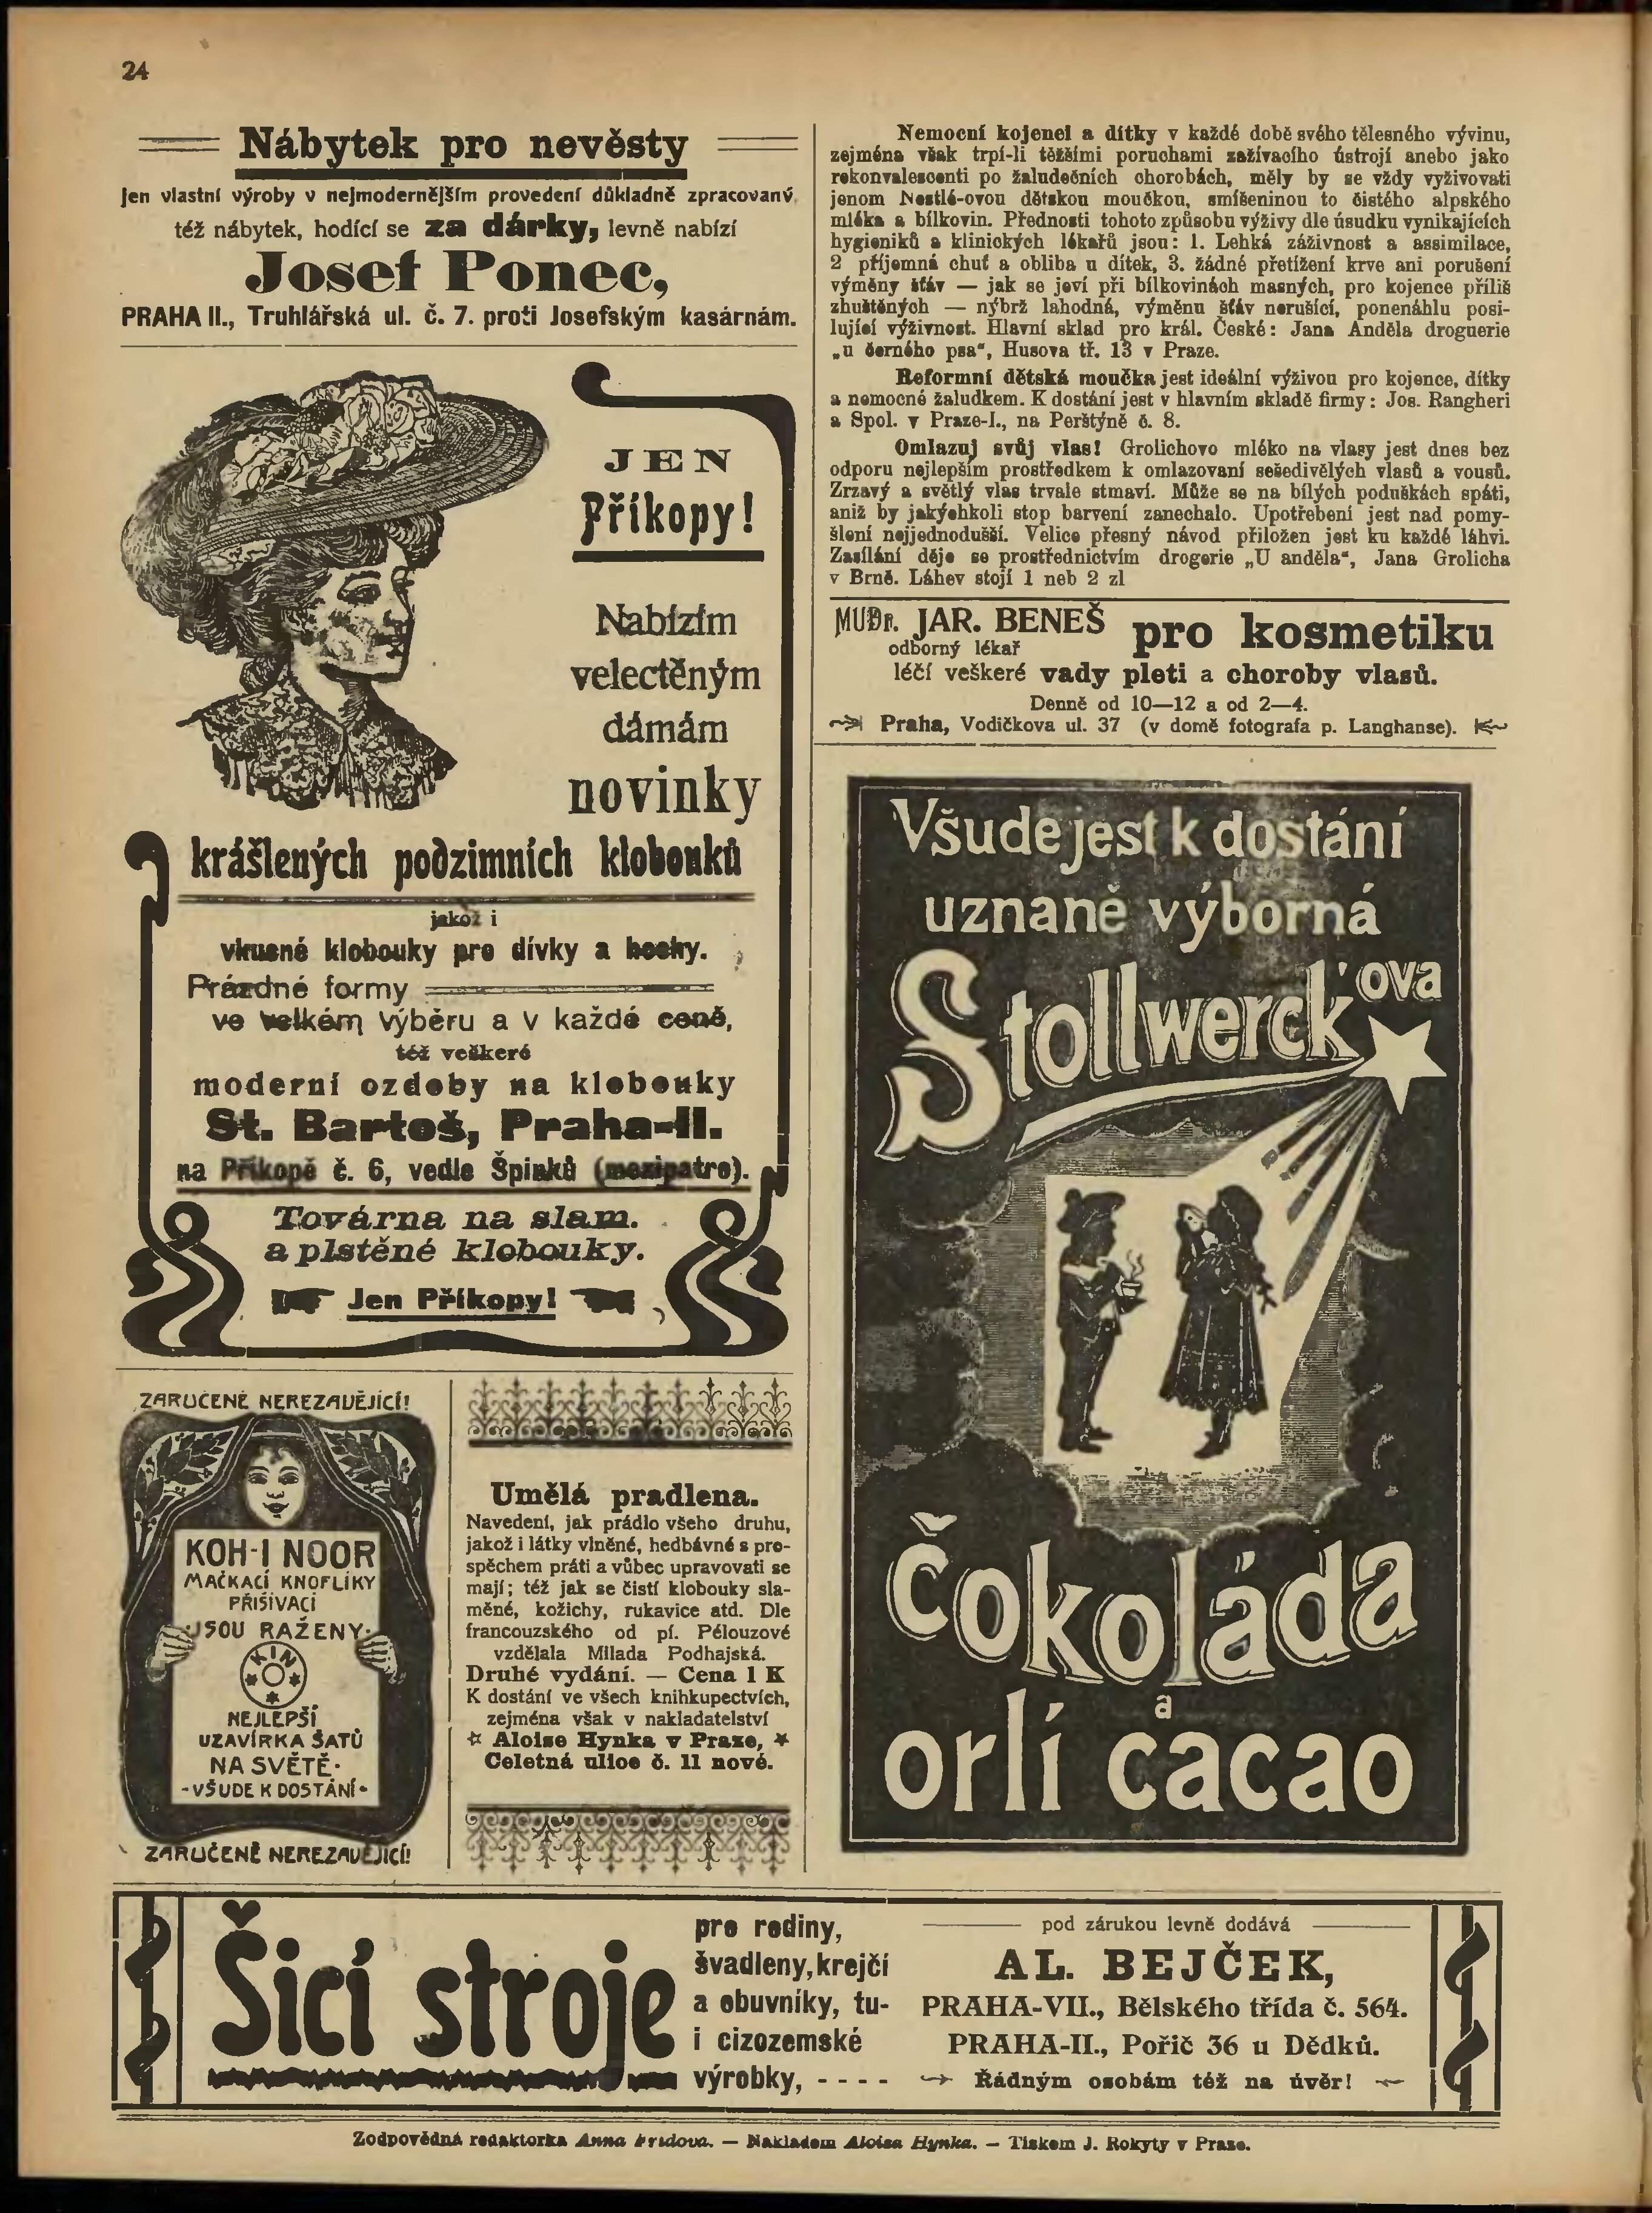 24
Nábytek pro nevěsty
jen vlastní výroby v nejmodernějším provedení důkladně zpracovaný
též nábytek, hodící se za dárky, levně nabízí
Josef Ponec,
PRAHA II., Truhlářská ul. č. 7. proti Josefským kasárnám.
JEN
Příkopy!
Nabízím
velectěným
dámám
novinky
krášlených podzimních klobouků
jakož i
vkusné klobouky pro dívky a hochy.
Prázdné formy
ve velkém výběru a v každé ceně,
též veškeré
moderní ozdoby na klobouky
St. Bartoš, Praha-II.
na Příkopě č. 6, vedle Špinků (mezipatro).
Továrna na slam.
a plstěné klobouky.
Jen Příkopy!
ZARUČENĚ NEREZAVĚJÍCÍ!
KOH-I NOOR
MAČKACÍ KNOFLÍKY
PŘIŠÍVACÍ
JSOU RAŽENY
KIN
NEJLEPŠÍ
UZAVÍRKA ŠATŮ
NA SVĚTĚ·
-VŠUDE K DOSTÁNÍ-
ZARUČENĚ NEREZAVĚJÍCÍ!
Umělá pradlena.
Navedení, jak prádlo všeho druhu,
jakož i látky vlněné, hedbávné s pro-
spěchem práti a vůbec upravovati se
mají; též jak se čistí klobouky sla-
měné, kožichy, rukavice atd. Dle
francouzského od pí. Pélouzové
vzdělala Milada Podhajská.
Druhé vydání. — Cena 1 K
K dostání ve všech knihkupectvích,
zejména však v nakladatelství
Aloise Hynka v Praze,
Celetná ulice č. 11 nové.
Nemocní kojenci a dítky v každé době svého tělesného vývinu,
zejména však trpí-li těžšími poruchami zažívacího ústrojí anebo jako
rekonvalescenti po žaludečních chorobách, měly by se vždy vyživovati
jenom Nestlé-ovou dětskou moučkou, smíšeninou to čistého alpského
mléka a bílkovin. Přednosti tohoto způsobu výživy dle úsudku vynikajících
hygieniků a klinických lékařů jsou: 1. Lehká záživnost a assimilace,
2 příjemná chuť a obliba u dítek, 3. žádné přetížení krve ani porušení
výměny šťáv — jak se jeví při bílkovinách masných, pro kojence příliš
zhuštěných — nýbrž lahodná, výměnu šťáv nerušící, ponenáhlu posi-
lující výživnost. Hlavní sklad pro král. České: Jana Anděla droguerie
„u černého psa“, Husova tř. 13 v Praze.
Reformní dětská moučka jest ideální výživou pro kojence, dítky
a nemocné žaludkem. K dostání jest v hlavním skladě firmy: Jos. Rangheri
a Spol. v Praze-I., na Perštýně č. 8.
Omlazuj svůj vlas! Grolichovo mléko na vlasy jest dnes bez
odporu nejlepším prostředkem k omlazovaní sešedivělých vlasů a vousů.
Zrzavý a světlý vlas trvale stmaví. Může se na bílých poduškách spáti,
aniž by jakýchkoli stop barvení zanechalo. Upotřebení jest nad pomy-
šlení nejjednodušší. Velice přesný návod přiložen jest ku každé láhvi.
Zasílání děje se prostřednictvím drogerie „U anděla“, Jana Grolicha
v Brně. Láhev stojí 1 neb 2 zl
MUDr. JAR. BENEŠ pro kosmetiku
odborný lékař
léčí veškeré vady pleti a choroby vlasů.
Denně od 10—12 a od 2—4.
Praha, Vodičkova ul. 37 (v domě fotografa p. Langhanse).
Všude jest k dostání
uznaně výborná
Stollwerck'ova
čokoláda
a
orlí cacao
Šicí stroje
pro rodiny,
švadleny, krejčí
a obuvníky, tu-
i cizozemské
výrobky, - - - -
pod zárukou levně dodává
AL. BEJČEK,
PRAHA-VII., Bělského třída č. 564.
PRAHA-II., Poříč 36 u Dědků.
Řádným osobám též na úvěr!
Zodpovědná redaktorka Anna . — Nakladem Aloisa Hynka. — Tiskem J. Rokyty v Praze.